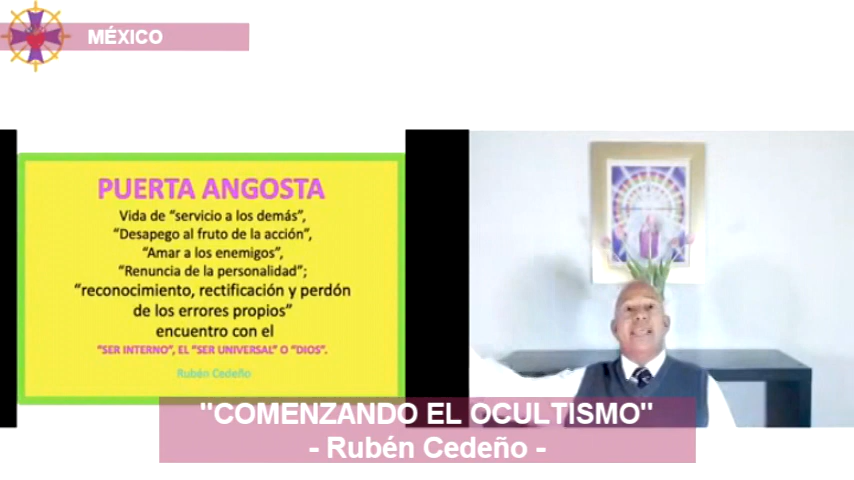 MÉXICO
PUERTA ANGOSTA
Vida de “servicio a los demás”,
“Desapego al fruto de la acción”,
“Amar a los enemigos”,
“Renuncia de la personalidad”;
“reconocimiento, rectificación y perdón
de los errores propios”
encuentro con el
“SER INTERNO”, EL “SER UNIVERSAL” O “DIOS”.
Rubén Cedeño
"COMENZANDO EL OCULTISMO"
- Rubén Cedeño -